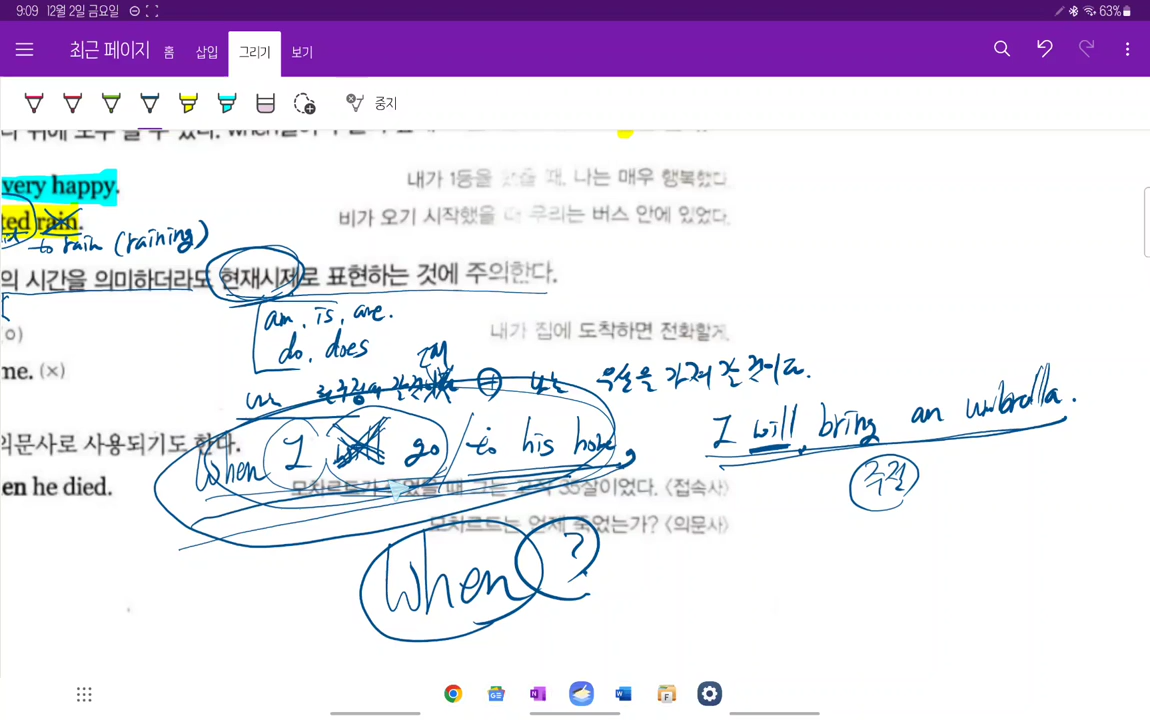 9:09 12월 2일 금요일 63%
최근 페이지 홈 삽입 그리기 보기
중지
very happy. 내가 1등을 했을 때, 나는 매우 행복했다.
ted rain. 비가 오기 시작했을 때 우리는 버스 안에 있었다.
to rain (raining)
의 시간을 의미하더라도 현재시제로 표현하는 것에 주의한다.
am, is, are.
(o) 내가 집에 도착하면 전화할게.
do, does
me. (x)
나는 우산을 가져 갈 것이다.
I will bring an umbrella.
의문사로 사용되기도 한다.
When I will go / to his home,
주절
en he died. 모차르트가 죽었을 때 그는 오직 35살이었다. <접속사>
모차르트는 언제 죽었는가? <의문사>
When ?